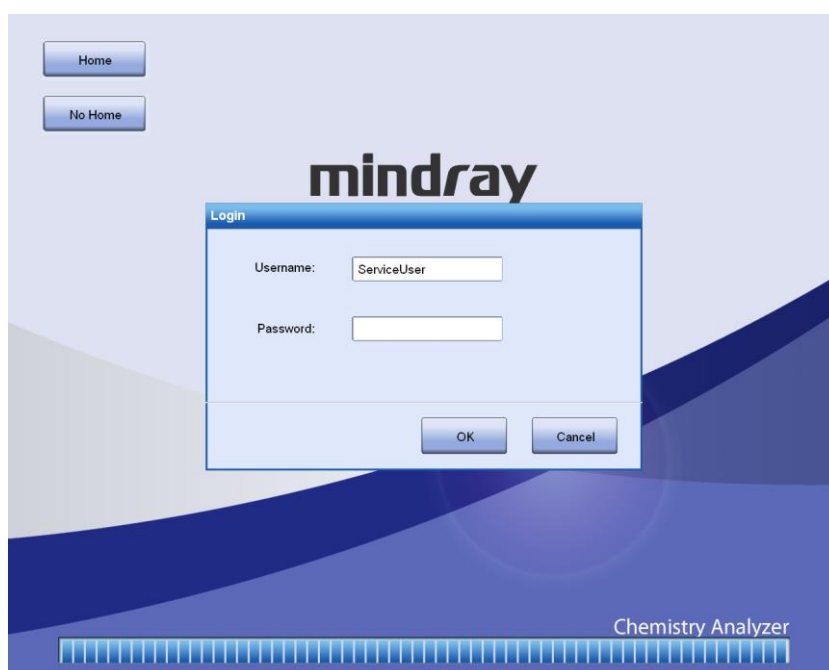 Home
No Home
mindray
Login
Username: ServiceUser
Password:
OK Cancel
Chemistry Analyzer